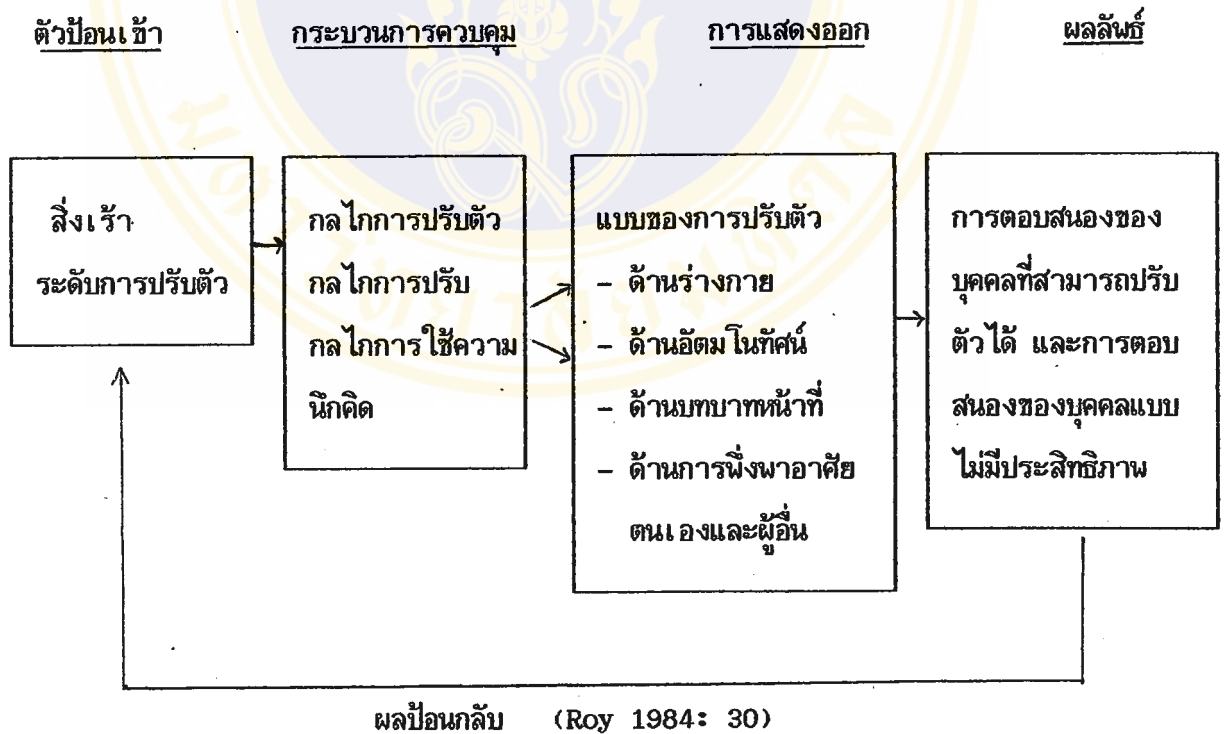 ตัวป้อนเข้า
กระบวนการควบคุม
การแสดงออก
ผลลัพธ์
สิ่งเร้า
ระดับการปรับตัว
กลไกการปรับตัว
กลไกการปรับ
กลไกการใช้ความ
นึกคิด
แบบของการปรับตัว
- ด้านร่างกาย
- ด้านอัตมโนทัศน์
- ด้านบทบาทหน้าที่
- ด้านการพึ่งพาอาศัย
ตนเองและผู้อื่น
การตอบสนองของ
บุคคลที่สามารถปรับ
ตัวได้ และการตอบ
สนองของบุคคลแบบ
ไม่มีประสิทธิภาพ
ผลป้อนกลับ (Roy 1984: 30)